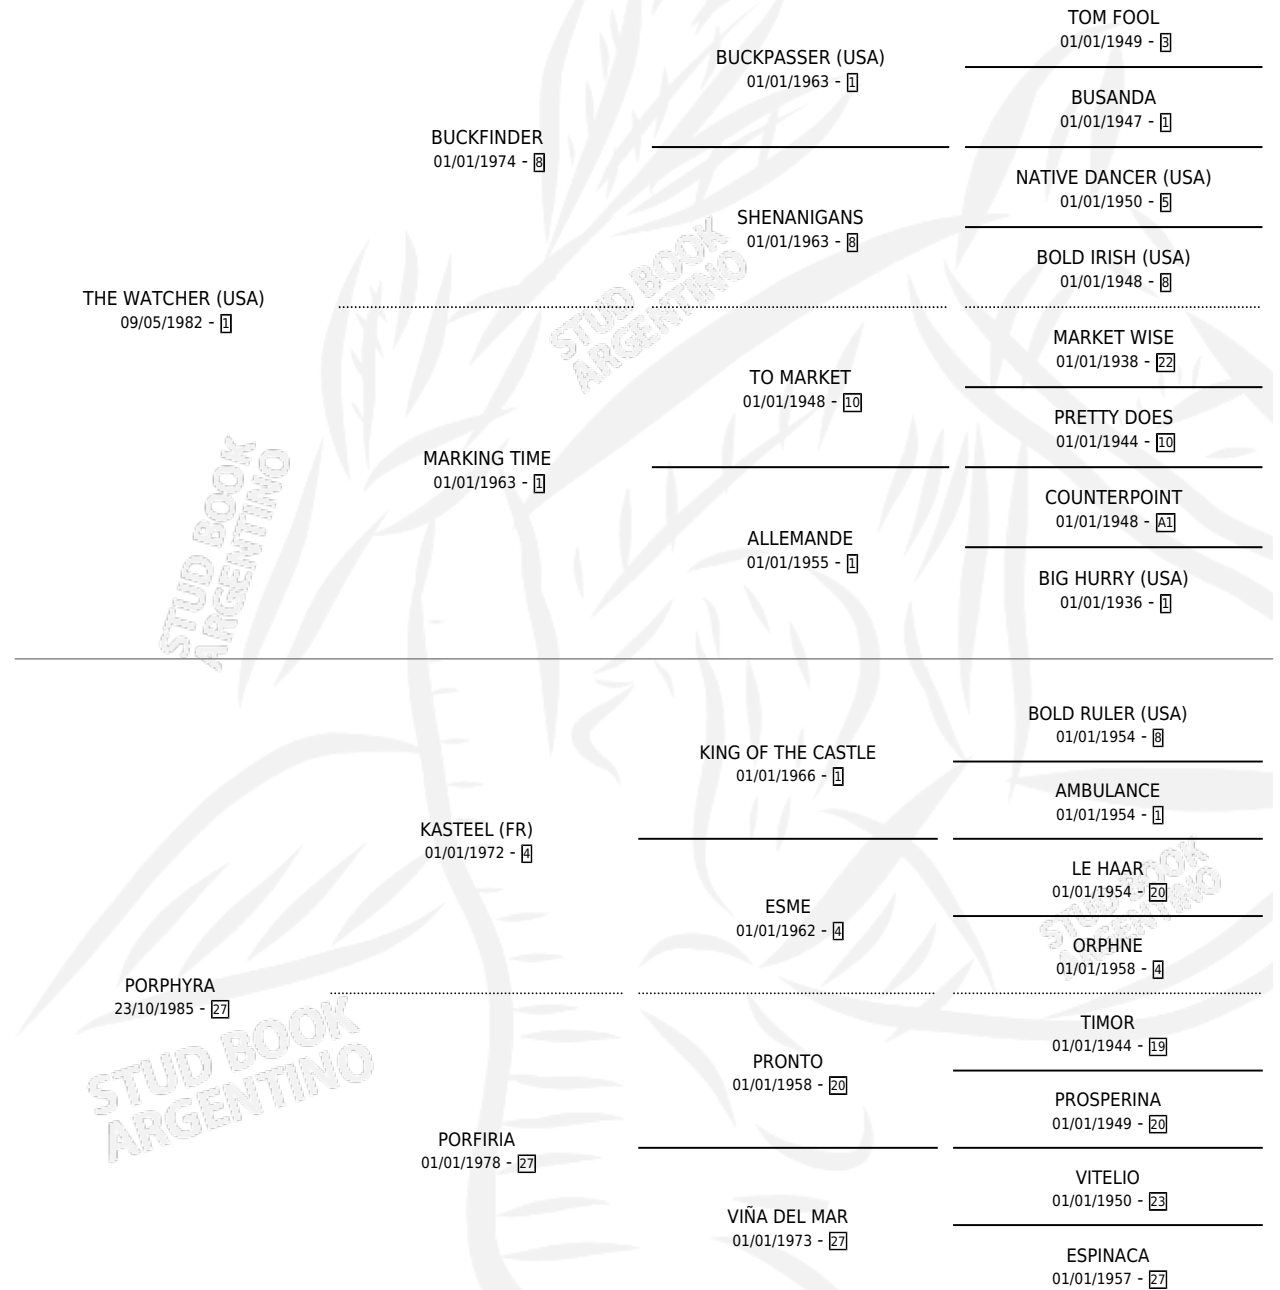 TOM FOOL
01/01/1949 - 3
BUCKPASSER (USA)
01/01/1963 - 1
BUSANDA
01/01/1947 - 1
BUCKFINDER
01/01/1974 - 8
NATIVE DANCER (USA)
01/01/1950 - 5
SHENANIGANS
01/01/1963 - 8
BOLD IRISH (USA)
01/01/1948 - 8
THE WATCHER (USA)
09/05/1982 - 1
STUD BOOK
ARGENTINO
MARKET WISE
01/01/1938 - 22
TO MARKET
01/01/1948 - 10
PRETTY DOES
01/01/1944 - 10
MARKING TIME
01/01/1963 - 1
COUNTERPOINT
01/01/1948 - A1
ALLEMANDE
01/01/1955 - 1
BIG HURRY (USA)
01/01/1936 - 1
STUD BOOK
ARGENTINO
BOLD RULER (USA)
01/01/1954 - 8
KING OF THE CASTLE
01/01/1966 - 1
AMBULANCE
01/01/1954 - 1
KASTEEL (FR)
01/01/1972 - 4
LE HAAR
01/01/1954 - 20
ESME
01/01/1962 - 4
ORPHNE
01/01/1958 - 4
STUD BOOK
ARGENTINO
PORPHYRA
23/10/1985 - 27
STUD BOOK
ARGENTINO
TIMOR
01/01/1944 - 19
PRONTO
01/01/1958 - 20
PROSPERINA
01/01/1949 - 20
PORFIRIA
01/01/1978 - 27
VITELIO
01/01/1950 - 23
VIÑA DEL MAR
01/01/1973 - 27
ESPINACA
01/01/1957 - 27